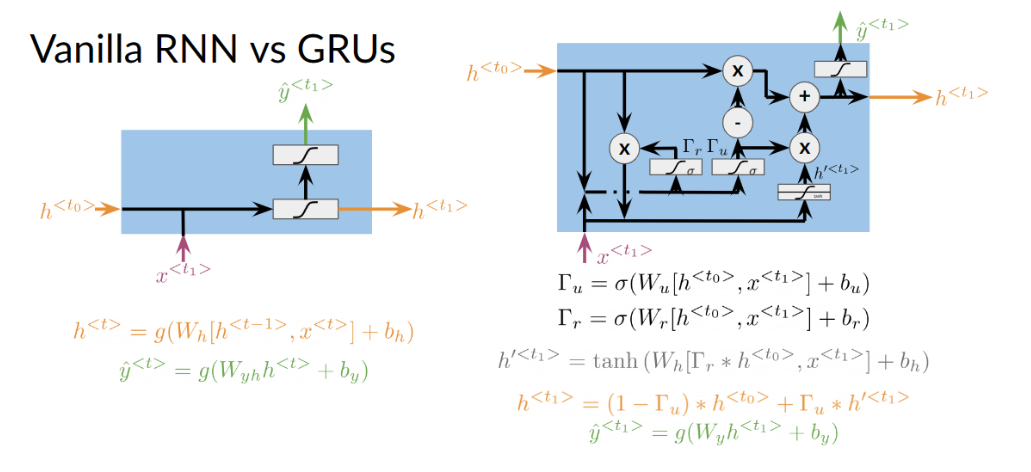 Vanilla RNN vs GRUs
ŷ^{<t₁>}
h^{<t₀>}
h^{<t₁>}
x^{<t₁>}
h^{<t>} = g(W_h[h^{<t−1>}, x^{<t>}] + b_h)
ŷ^{<t>} = g(W_{yh}h^{<t>} + b_y)
ŷ^{<t₁>}
h^{<t₀>}
x
+
h^{<t₁>}
-
x
Γ_r Γ_u
x
σ
σ
h'^{<t₁>}
x^{<t₁>}
Γ_u = σ(W_u[h^{<t₀>}, x^{<t₁>}] + b_u)
Γ_r = σ(W_r[h^{<t₀>}, x^{<t₁>}] + b_r)
h'^{<t₁>} = tanh (W_h[Γ_r * h^{<t₀>}, x^{<t₁>}] + b_h)
h^{<t₁>} = (1 − Γ_u) * h^{<t₀>} + Γ_u * h'^{<t₁>}
ŷ^{<t₁>} = g(W_y h^{<t₁>} + b_y)